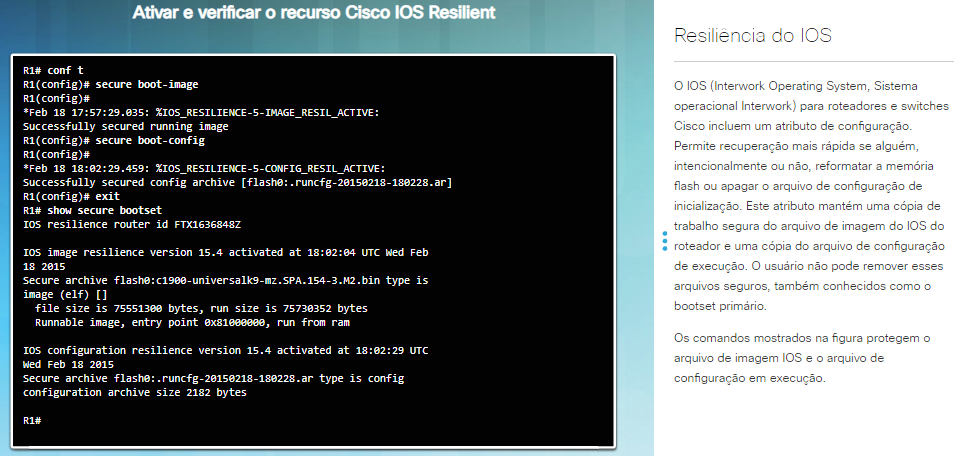 Ativar e verificar o recurso Cisco IOS Resilient
R1# conf t
R1(config)# secure boot-image
R1(config)#
*Feb 18 17:57:29.035: %IOS_RESILIENCE-5-IMAGE_RESIL_ACTIVE:
Successfully secured running image
R1(config)# secure boot-config
R1(config)#
*Feb 18 18:02:29.459: %IOS_RESILIENCE-5-CONFIG_RESIL_ACTIVE:
Successfully secured config archive [flash0:.runcfg-20150218-180228.ar]
R1(config)# exit
R1# show secure bootset
IOS resilience router id FTX1636848Z
IOS image resilience version 15.4 activated at 18:02:04 UTC Wed Feb
18 2015
Secure archive flash0:c1900-universalk9-mz.SPA.154-3.M2.bin type is
image (elf) []
file size is 75551300 bytes, run size is 75730352 bytes
Runnable image, entry point 0x81000000, run from ram
IOS configuration resilience version 15.4 activated at 18:02:29 UTC
Wed Feb 18 2015
Secure archive flash0:.runcfg-20150218-180228.ar type is config
configuration archive size 2182 bytes
R1#
Resiliência do IOS
O IOS (Interwork Operating System, Sistema
operacional Interwork) para roteadores e switches
Cisco incluem um atributo de configuração.
Permite recuperação mais rápida se alguém,
intencionalmente ou não, reformatar a memória
flash ou apagar o arquivo de configuração de
inicialização. Este atributo mantém uma cópia de
trabalho segura do arquivo de imagem do IOS do
roteador e uma cópia do arquivo de configuração
de execução. O usuário não pode remover esses
arquivos seguros, também conhecidos como o
bootset primário.
Os comandos mostrados na figura protegem o
arquivo de imagem IOS e o arquivo de
configuração em execução.